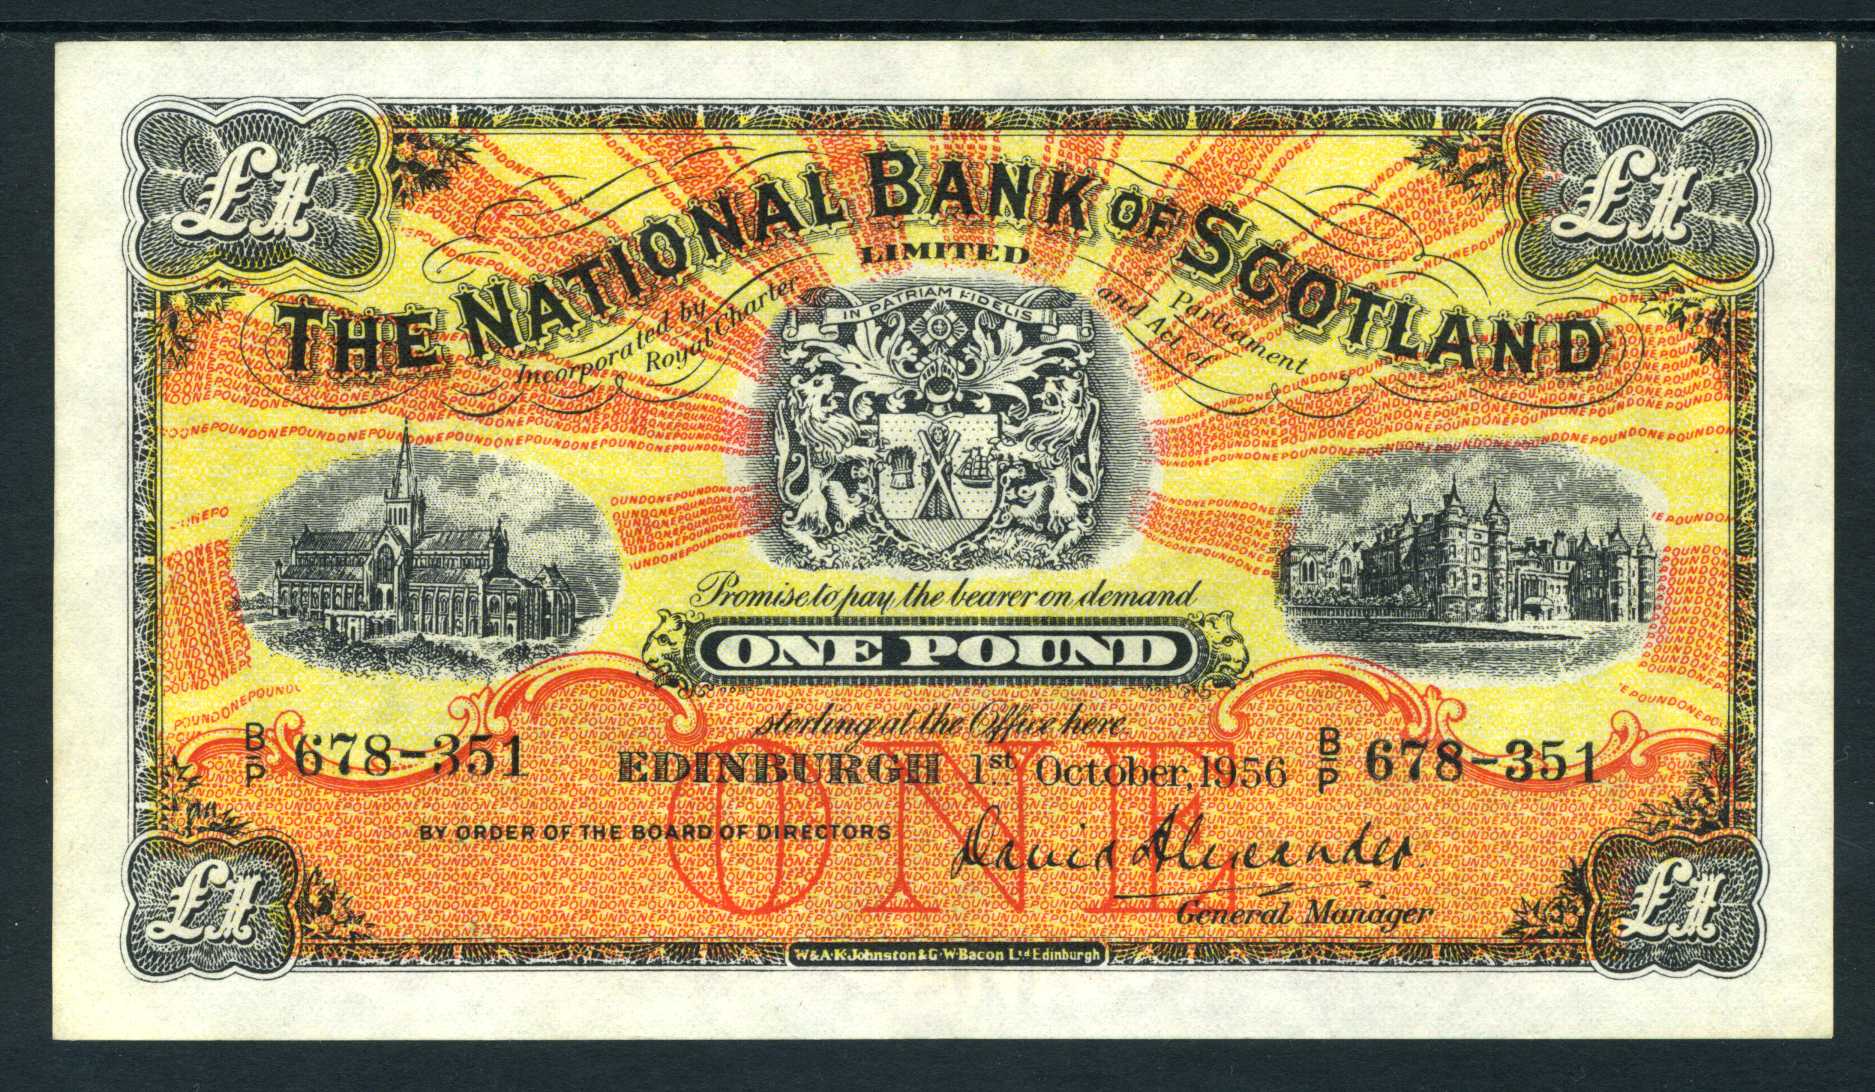 £1 £1
THE NATIONAL BANK OF SCOTLAND
LIMITED
Incorporated by Royal Charter and Act of Parliament
IN PATRIAM FIDELIS
Promise to pay the bearer on demand
ONE POUND
sterling at the Office here.
B/P 678-351 EDINBURGH 1st October, 1956 B/P 678-351
ONE
BY ORDER OF THE BOARD OF DIRECTORS David Alexander.
General Manager
£1 £1
W. & A. K. Johnston & G. W. Bacon Ltd Edinburgh